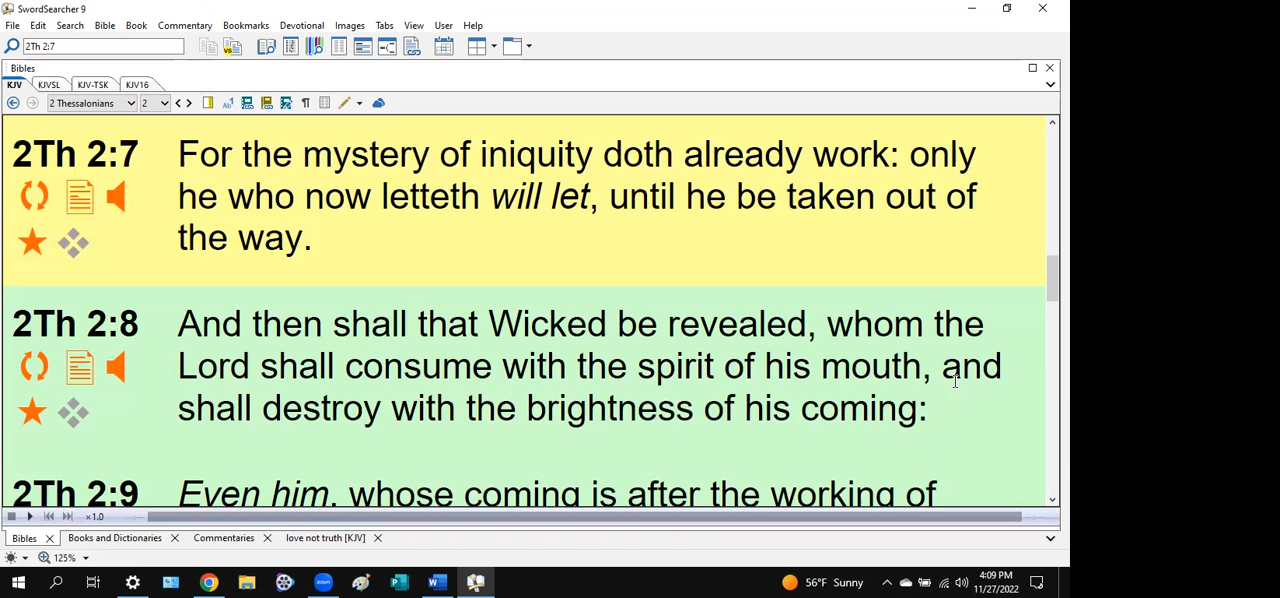 SwordSearcher 9
File Edit Search Bible Book Commentary Bookmarks Devotional Images Tabs View User Help
2Th 2:7
Bibles
KJV KJVSL KJV-TSK KJV16
2 Thessalonians 2
2Th 2:7 For the mystery of iniquity doth already work: only
he who now letteth will let, until he be taken out of
the way.
2Th 2:8 And then shall that Wicked be revealed, whom the
Lord shall consume with the spirit of his mouth, and
shall destroy with the brightness of his coming:
2Th 2:9 Even him, whose coming is after the working of
×1.0
Bibles Books and Dictionaries Commentaries love not truth [KJV]
125%
56°F Sunny 4:09 PM
11/27/2022